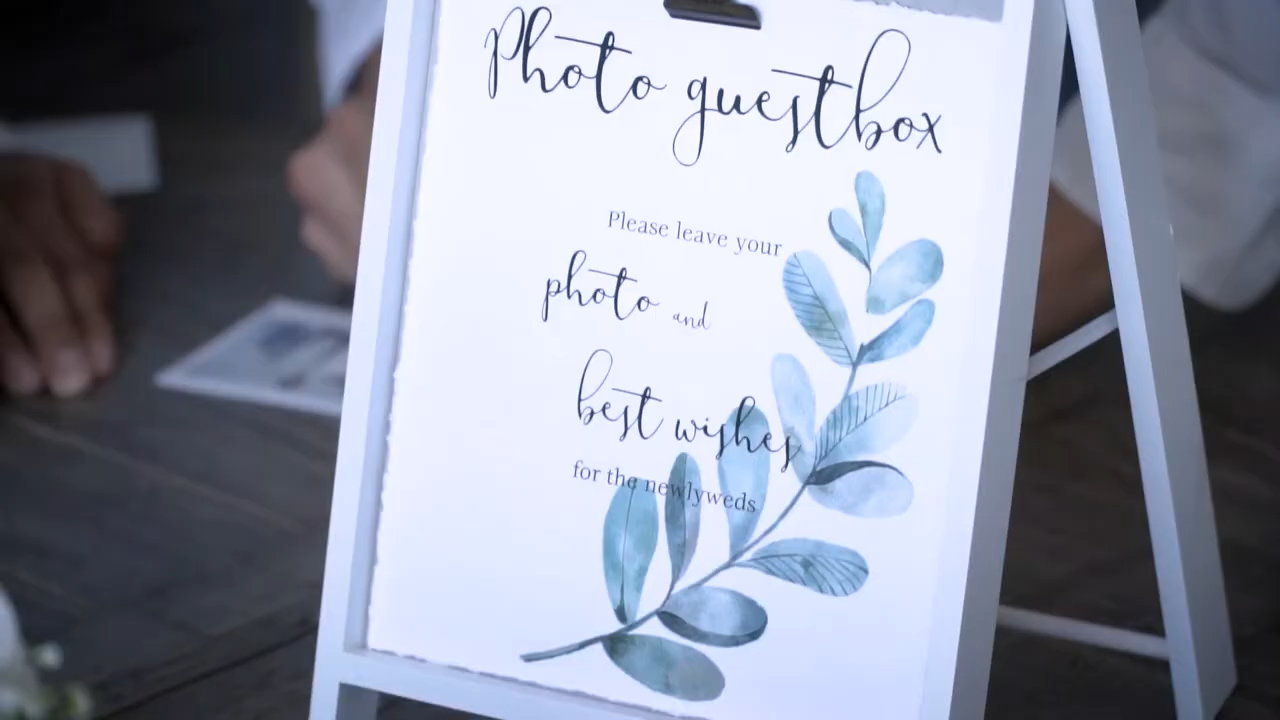 Photo guestbox
Please leave your
photo and
best wishes
for the newlyweds